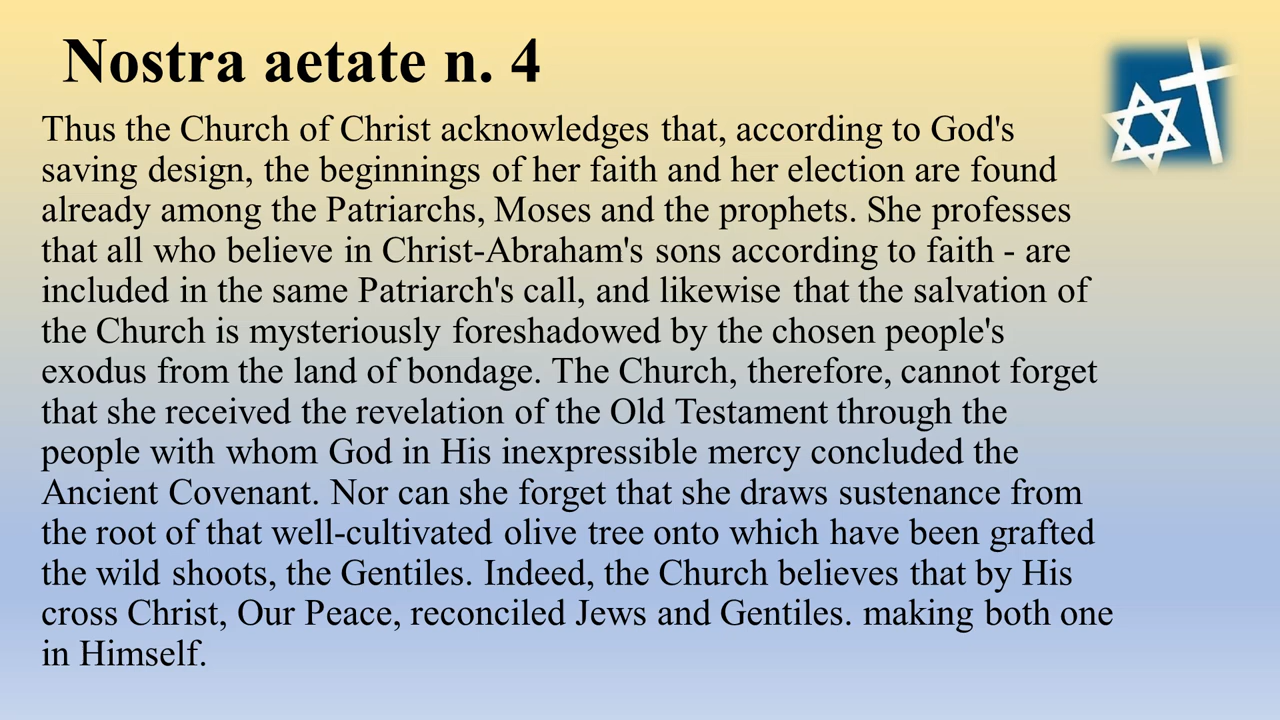 Nostra aetate n. 4
Thus the Church of Christ acknowledges that, according to God's
saving design, the beginnings of her faith and her election are found
already among the Patriarchs, Moses and the prophets. She professes
that all who believe in Christ-Abraham's sons according to faith - are
included in the same Patriarch's call, and likewise that the salvation of
the Church is mysteriously foreshadowed by the chosen people's
exodus from the land of bondage. The Church, therefore, cannot forget
that she received the revelation of the Old Testament through the
people with whom God in His inexpressible mercy concluded the
Ancient Covenant. Nor can she forget that she draws sustenance from
the root of that well-cultivated olive tree onto which have been grafted
the wild shoots, the Gentiles. Indeed, the Church believes that by His
cross Christ, Our Peace, reconciled Jews and Gentiles. making both one
in Himself.